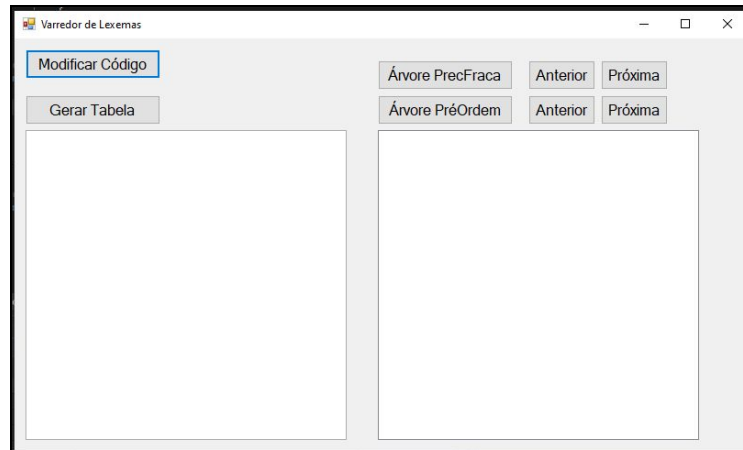 Varredor de Lexemas
Modificar Código
Árvore PrecFraca Anterior Próxima
Gerar Tabela Árvore PréOrdem Anterior Próxima